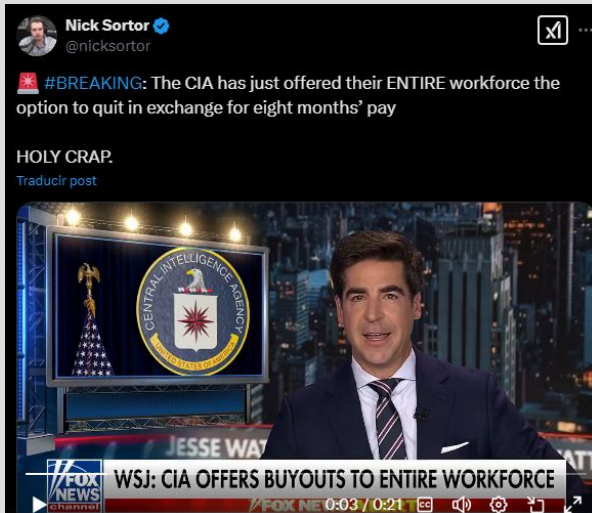 Nick Sortor
@nicksortor
#BREAKING: The CIA has just offered their ENTIRE workforce the
option to quit in exchange for eight months' pay
HOLY CRAP.
Traducir post
CENTRAL INTELLIGENCE AGENCY
UNITED STATES OF AMERICA
JESSE WAT
FOX
NEWS
channel
WSJ: CIA OFFERS BUYOUTS TO ENTIRE WORKFORCE
0:03 / 0:21
CC